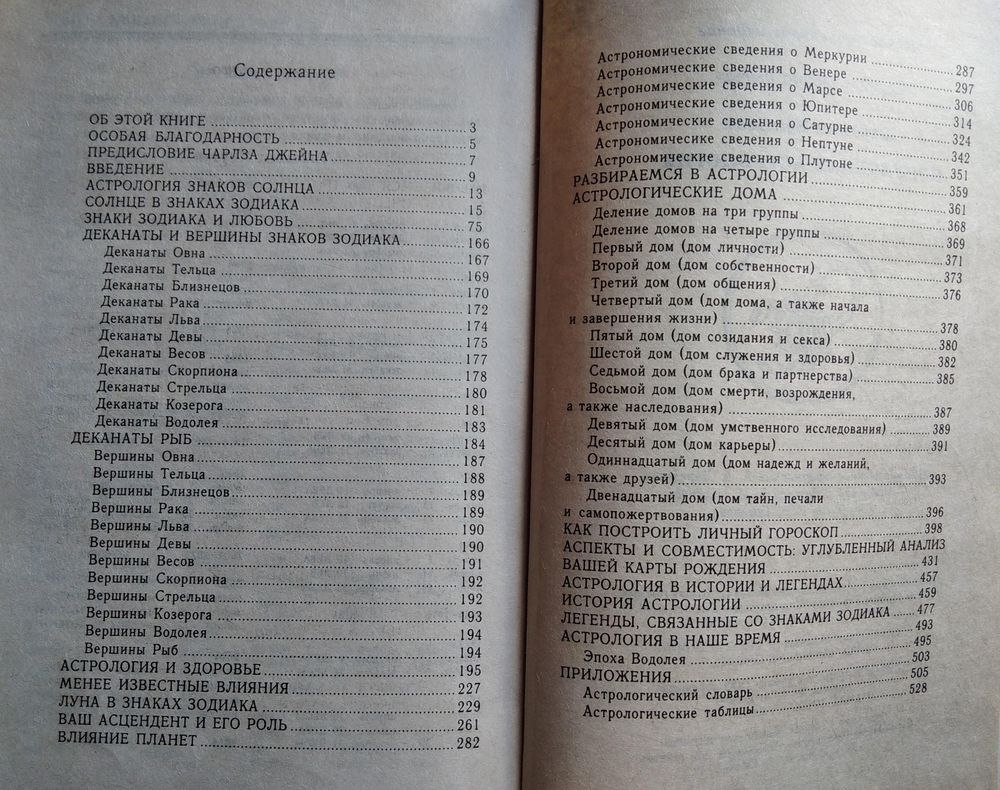 Содержание
ОБ ЭТОЙ КНИГЕ 3
ОСОБАЯ БЛАГОДАРНОСТЬ 5
ПРЕДИСЛОВИЕ ЧАРЛЗА ДЖЕЙНА 7
ВВЕДЕНИЕ 9
АСТРОЛОГИЯ ЗНАКОВ СОЛНЦА 13
СОЛНЦЕ В ЗНАКАХ ЗОДИАКА 15
ЗНАКИ ЗОДИАКА И ЛЮБОВЬ 75
ДЕКАНАТЫ И ВЕРШИНЫ ЗНАКОВ ЗОДИАКА 166
Деканаты Овна 167
Деканаты Тельца 169
Деканаты Близнецов 170
Деканаты Рака 172
Деканаты Льва 174
Деканаты Девы 175
Деканаты Весов 177
Деканаты Скорпиона 178
Деканаты Стрельца 180
Деканаты Козерога 181
Деканаты Водолея 183
ДЕКАНАТЫ РЫБ 184
Вершины Овна 187
Вершины Тельца 188
Вершины Близнецов 189
Вершины Рака 189
Вершины Льва 190
Вершины Девы 190
Вершины Весов 191
Вершины Скорпиона 192
Вершины Стрельца 192
Вершины Козерога 193
Вершины Водолея 194
Вершины Рыб 194
АСТРОЛОГИЯ И ЗДОРОВЬЕ 195
МЕНЕЕ ИЗВЕСТНЫЕ ВЛИЯНИЯ 227
ЛУНА В ЗНАКАХ ЗОДИАКА 229
ВАШ АСЦЕНДЕНТ И ЕГО РОЛЬ 261
ВЛИЯНИЕ ПЛАНЕТ 282
Астрономические сведения о Меркурии 287
Астрономические сведения о Венере 297
Астрономические сведения о Марсе 306
Астрономические сведения о Юпитере 314
Астрономические сведения о Сатурне 324
Астрономичесике сведения о Нептуне 342
Астрономические сведения о Плутоне 351
РАЗБИРАЕМСЯ В АСТРОЛОГИИ 359
АСТРОЛОГИЧЕСКИЕ ДОМА 361
Деление домов на три группы 368
Деление домов на четыре группы 369
Первый дом (дом личности) 371
Второй дом (дом собственности) 373
Третий дом (дом общения) 376
Четвертый дом (дом дома, а также начала
и завершения жизни) 378
Пятый дом (дом созидания и секса) 380
Шестой дом (дом служения и здоровья) 382
Седьмой дом (дом брака и партнерства) 385
Восьмой дом (дом смерти, возрождения,
а также наследования) 387
Девятый дом (дом умственного исследования) 389
Десятый дом (дом карьеры) 391
Одиннадцатый дом (дом надежд и желаний,
а также друзей) 393
Двенадцатый дом (дом тайн, печали
и самопожертвования) 396
КАК ПОСТРОИТЬ ЛИЧНЫЙ ГОРОСКОП 398
АСПЕКТЫ И СОВМЕСТИМОСТЬ: УГЛУБЛЕННЫЙ АНАЛИЗ
ВАШЕЙ КАРТЫ РОЖДЕНИЯ 431
АСТРОЛОГИЯ В ИСТОРИИ И ЛЕГЕНДАХ 457
ИСТОРИЯ АСТРОЛОГИИ 459
ЛЕГЕНДЫ, СВЯЗАННЫЕ СО ЗНАКАМИ ЗОДИАКА 477
АСТРОЛОГИЯ В НАШЕ ВРЕМЯ 493
Эпоха Водолея 495
ПРИЛОЖЕНИЯ 503
Астрологический словарь 505
Астрологические таблицы 528